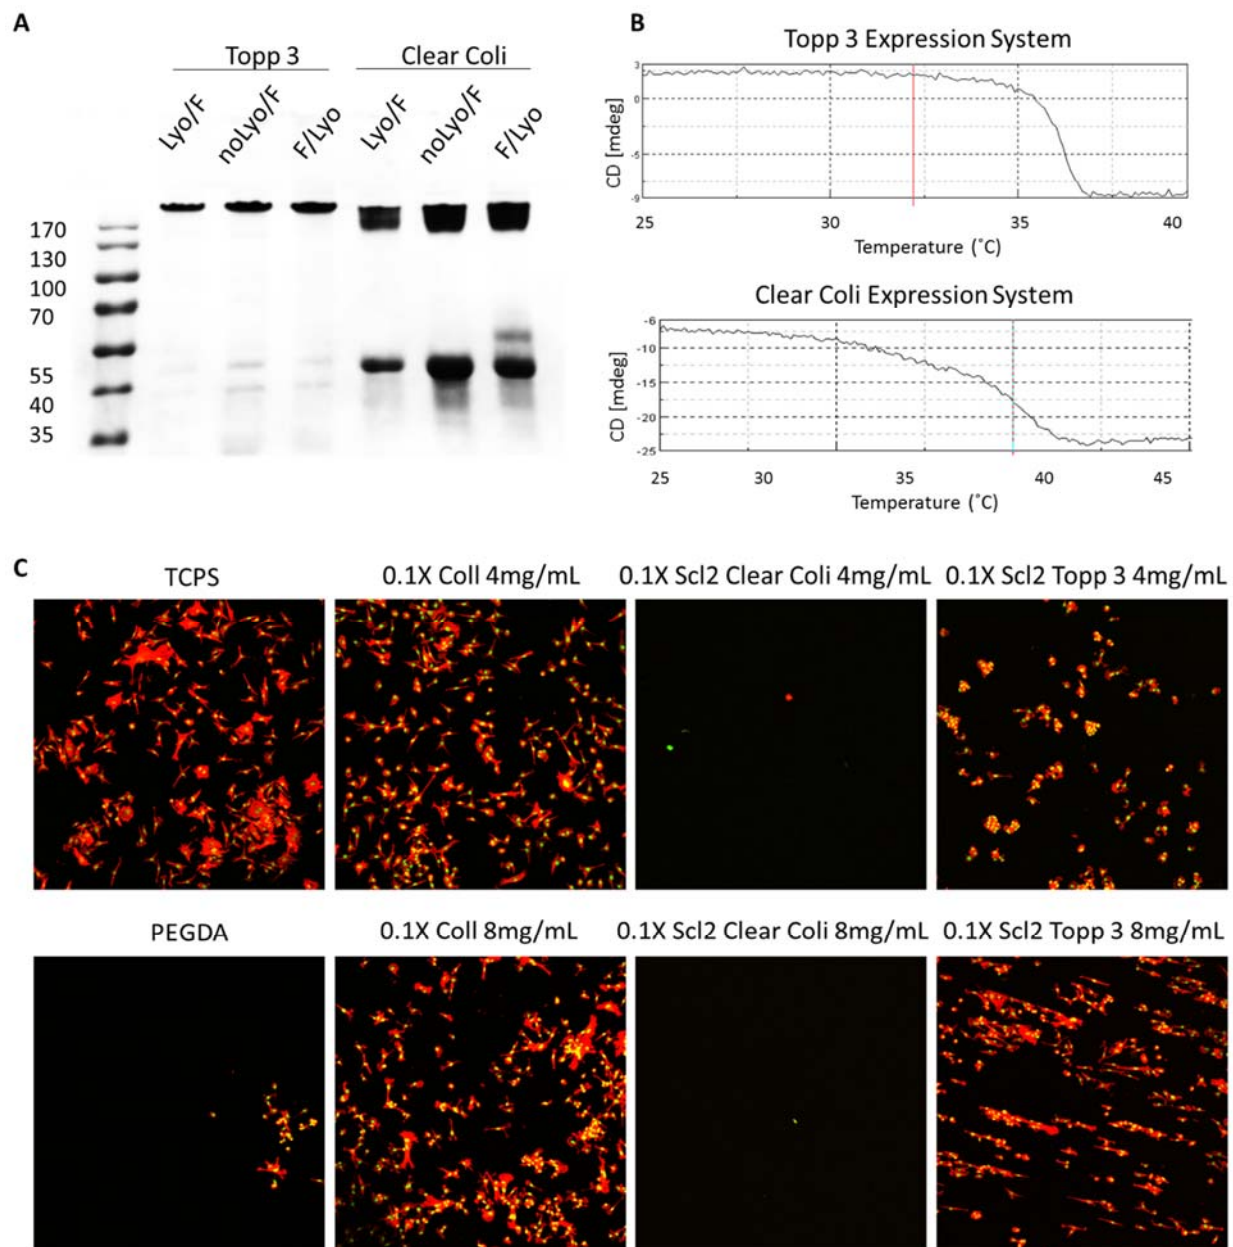 A
Topp 3
Clear Coli
Lyo/F
noLyo/F
F/Lyo
Lyo/F
noLyo/F
F/Lyo
170
130
100
70
55
40
35
B
Topp 3 Expression System
3
0
-5
-9
CD [mdeg]
25 30 35 40
Temperature (˚C)
Clear Coli Expression System
-6
-10
-15
-20
-25
CD [mdeg]
25 30 35 40 45
Temperature (˚C)
C
TCPS
0.1X Coll 4mg/mL
0.1X Scl2 Clear Coli 4mg/mL
0.1X Scl2 Topp 3 4mg/mL
PEGDA
0.1X Coll 8mg/mL
0.1X Scl2 Clear Coli 8mg/mL
0.1X Scl2 Topp 3 8mg/mL